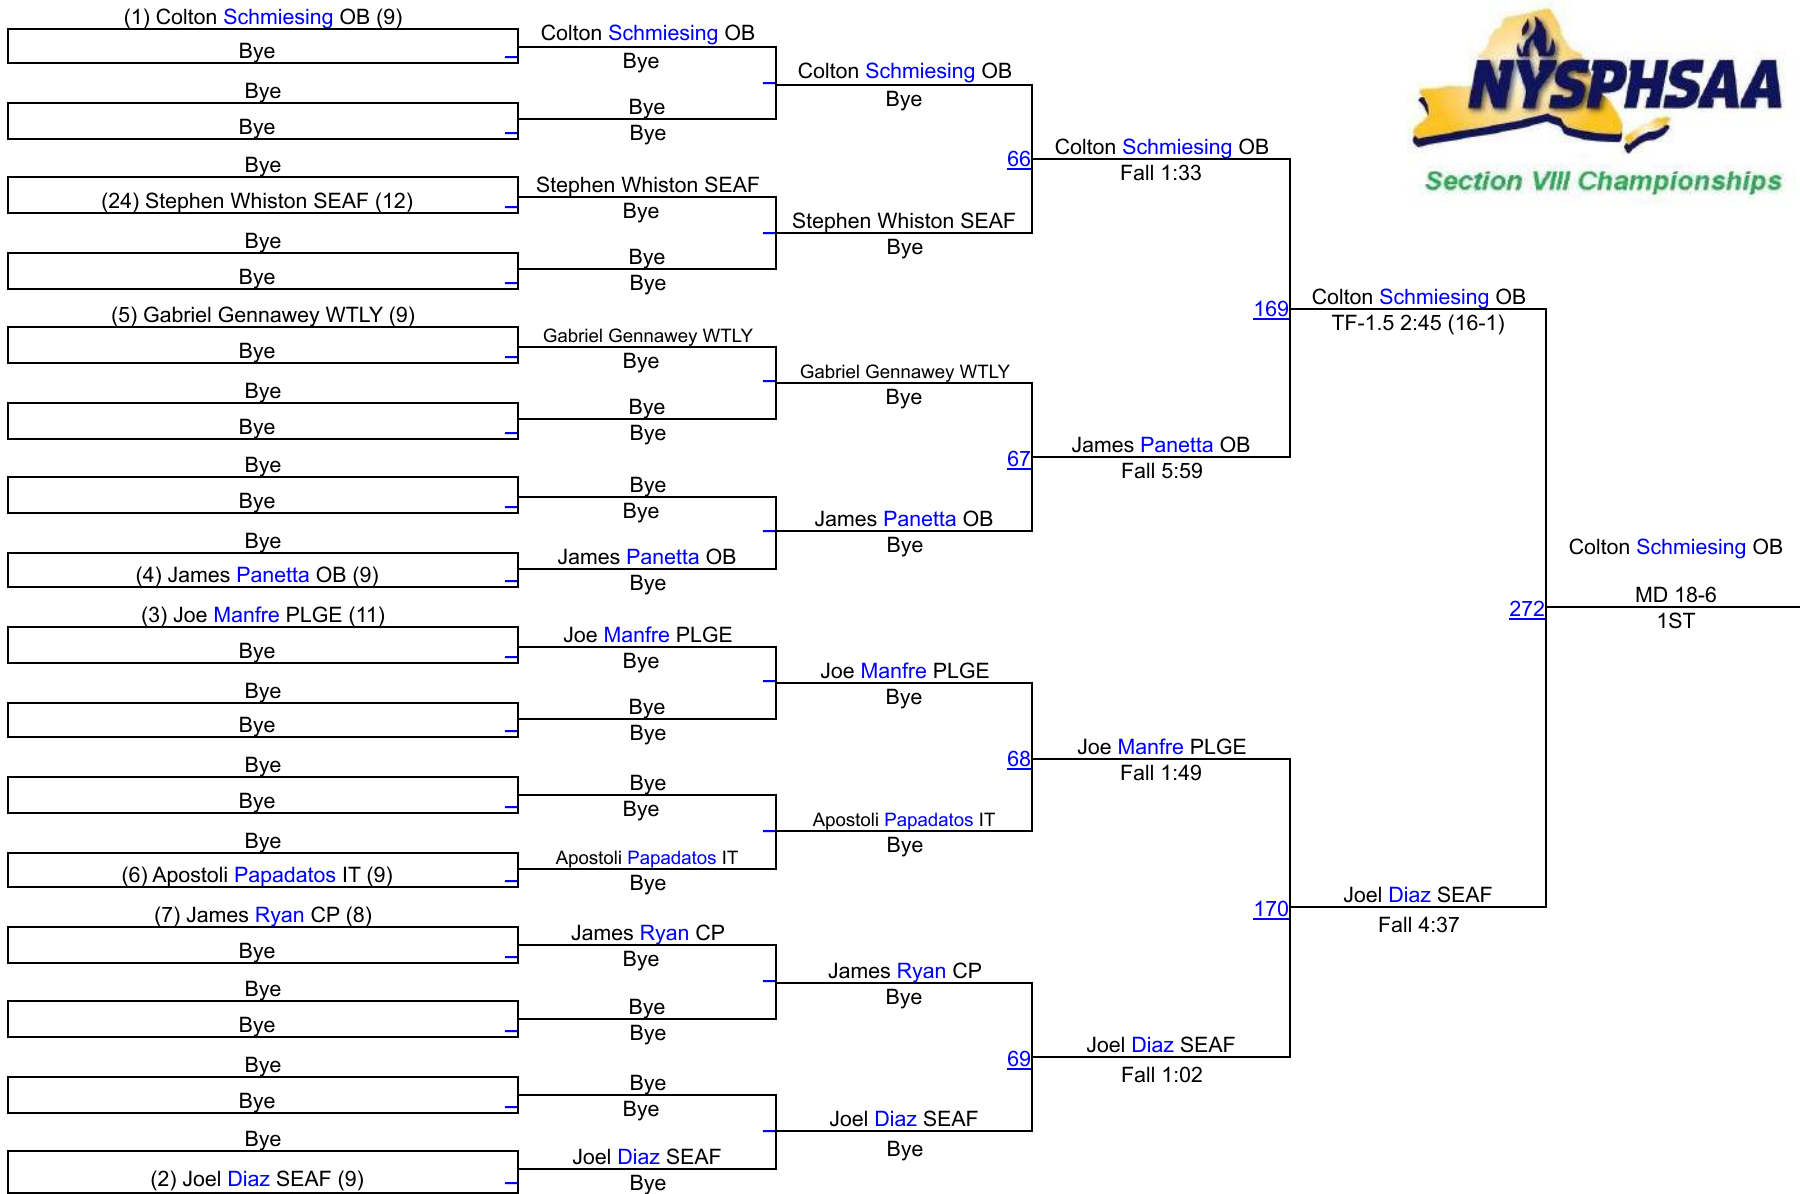 (1) Colton Schmiesing OB (9)
Bye
Bye
Bye
Bye
(24) Stephen Whiston SEAF (12)
Bye
Bye
(5) Gabriel Gennawey WTLY (9)
Bye
Bye
Bye
Bye
Bye
Bye
(4) James Panetta OB (9)
(3) Joe Manfre PLGE (11)
Bye
Bye
Bye
Bye
Bye
Bye
(6) Apostoli Papadatos IT (9)
(7) James Ryan CP (8)
Bye
Bye
Bye
Bye
Bye
Bye
(2) Joel Diaz SEAF (9)
Colton Schmiesing OB
Bye
Bye
Bye
Stephen Whiston SEAF
Bye
Bye
Bye
Gabriel Gennawey WTLY
Bye
Bye
Bye
Bye
Bye
James Panetta OB
Bye
Joe Manfre PLGE
Bye
Bye
Bye
Bye
Bye
Apostoli Papadatos IT
Bye
James Ryan CP
Bye
Bye
Bye
Bye
Bye
Joel Diaz SEAF
Bye
Colton Schmiesing OB
Bye
66
Stephen Whiston SEAF
Bye
Gabriel Gennawey WTLY
Bye
67
James Panetta OB
Bye
Joe Manfre PLGE
Bye
68
Apostoli Papadatos IT
Bye
James Ryan CP
Bye
69
Joel Diaz SEAF
Bye
Colton Schmiesing OB
Fall 1:33
169
James Panetta OB
Fall 5:59
Joe Manfre PLGE
Fall 1:49
170
Joel Diaz SEAF
Fall 1:02
Colton Schmiesing OB
TF-1.5 2:45 (16-1)
272
Joel Diaz SEAF
Fall 4:37
Colton Schmiesing OB
MD 18-6
1ST
NYSPHSAA
Section VIII Championships